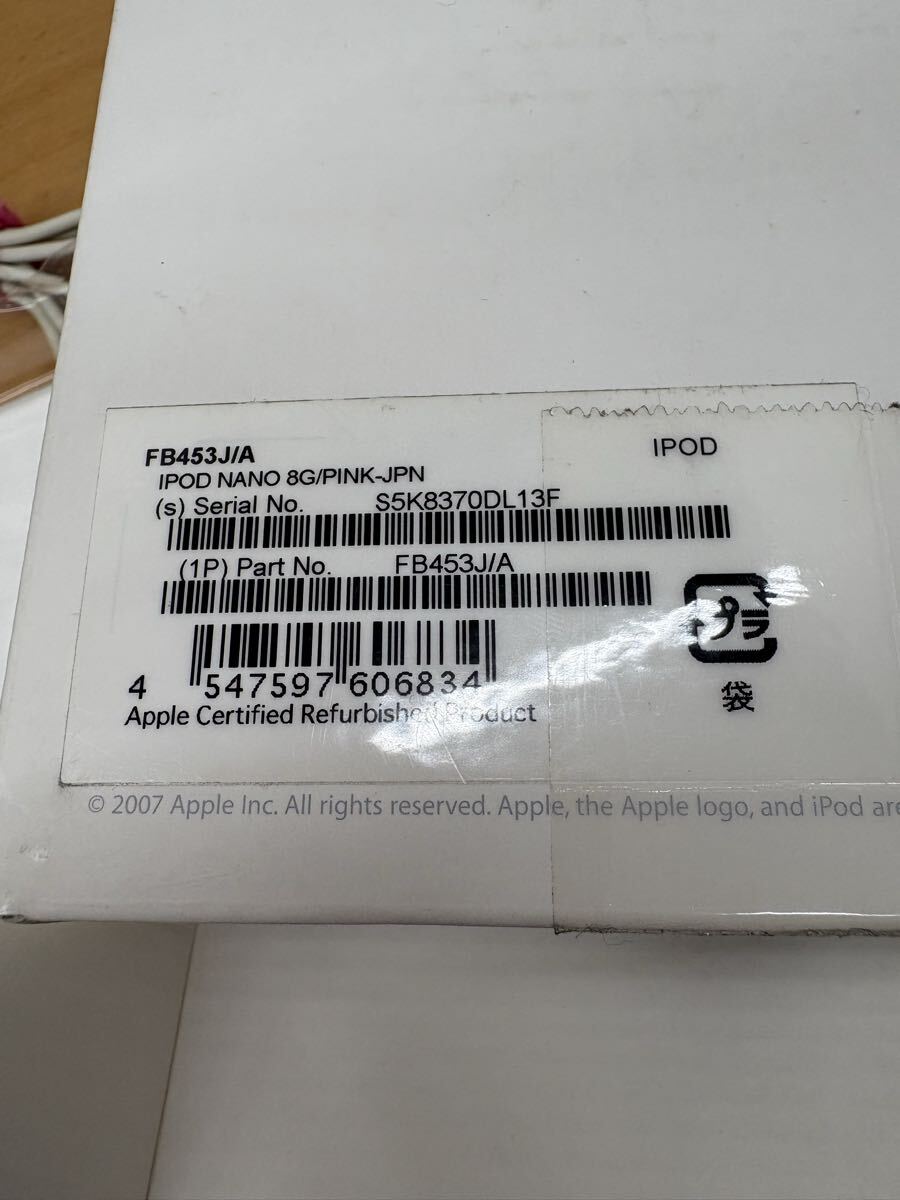 FB453J/A
IPOD NANO 8G/PINK-JPN
(s) Serial No. S5K8370DL13F
(1P) Part No. FB453J/A
4 547597 606834
Apple Certified Refurbished Product
IPOD
プラ
袋
© 2007 Apple Inc. All rights reserved. Apple, the Apple logo, and iPod are